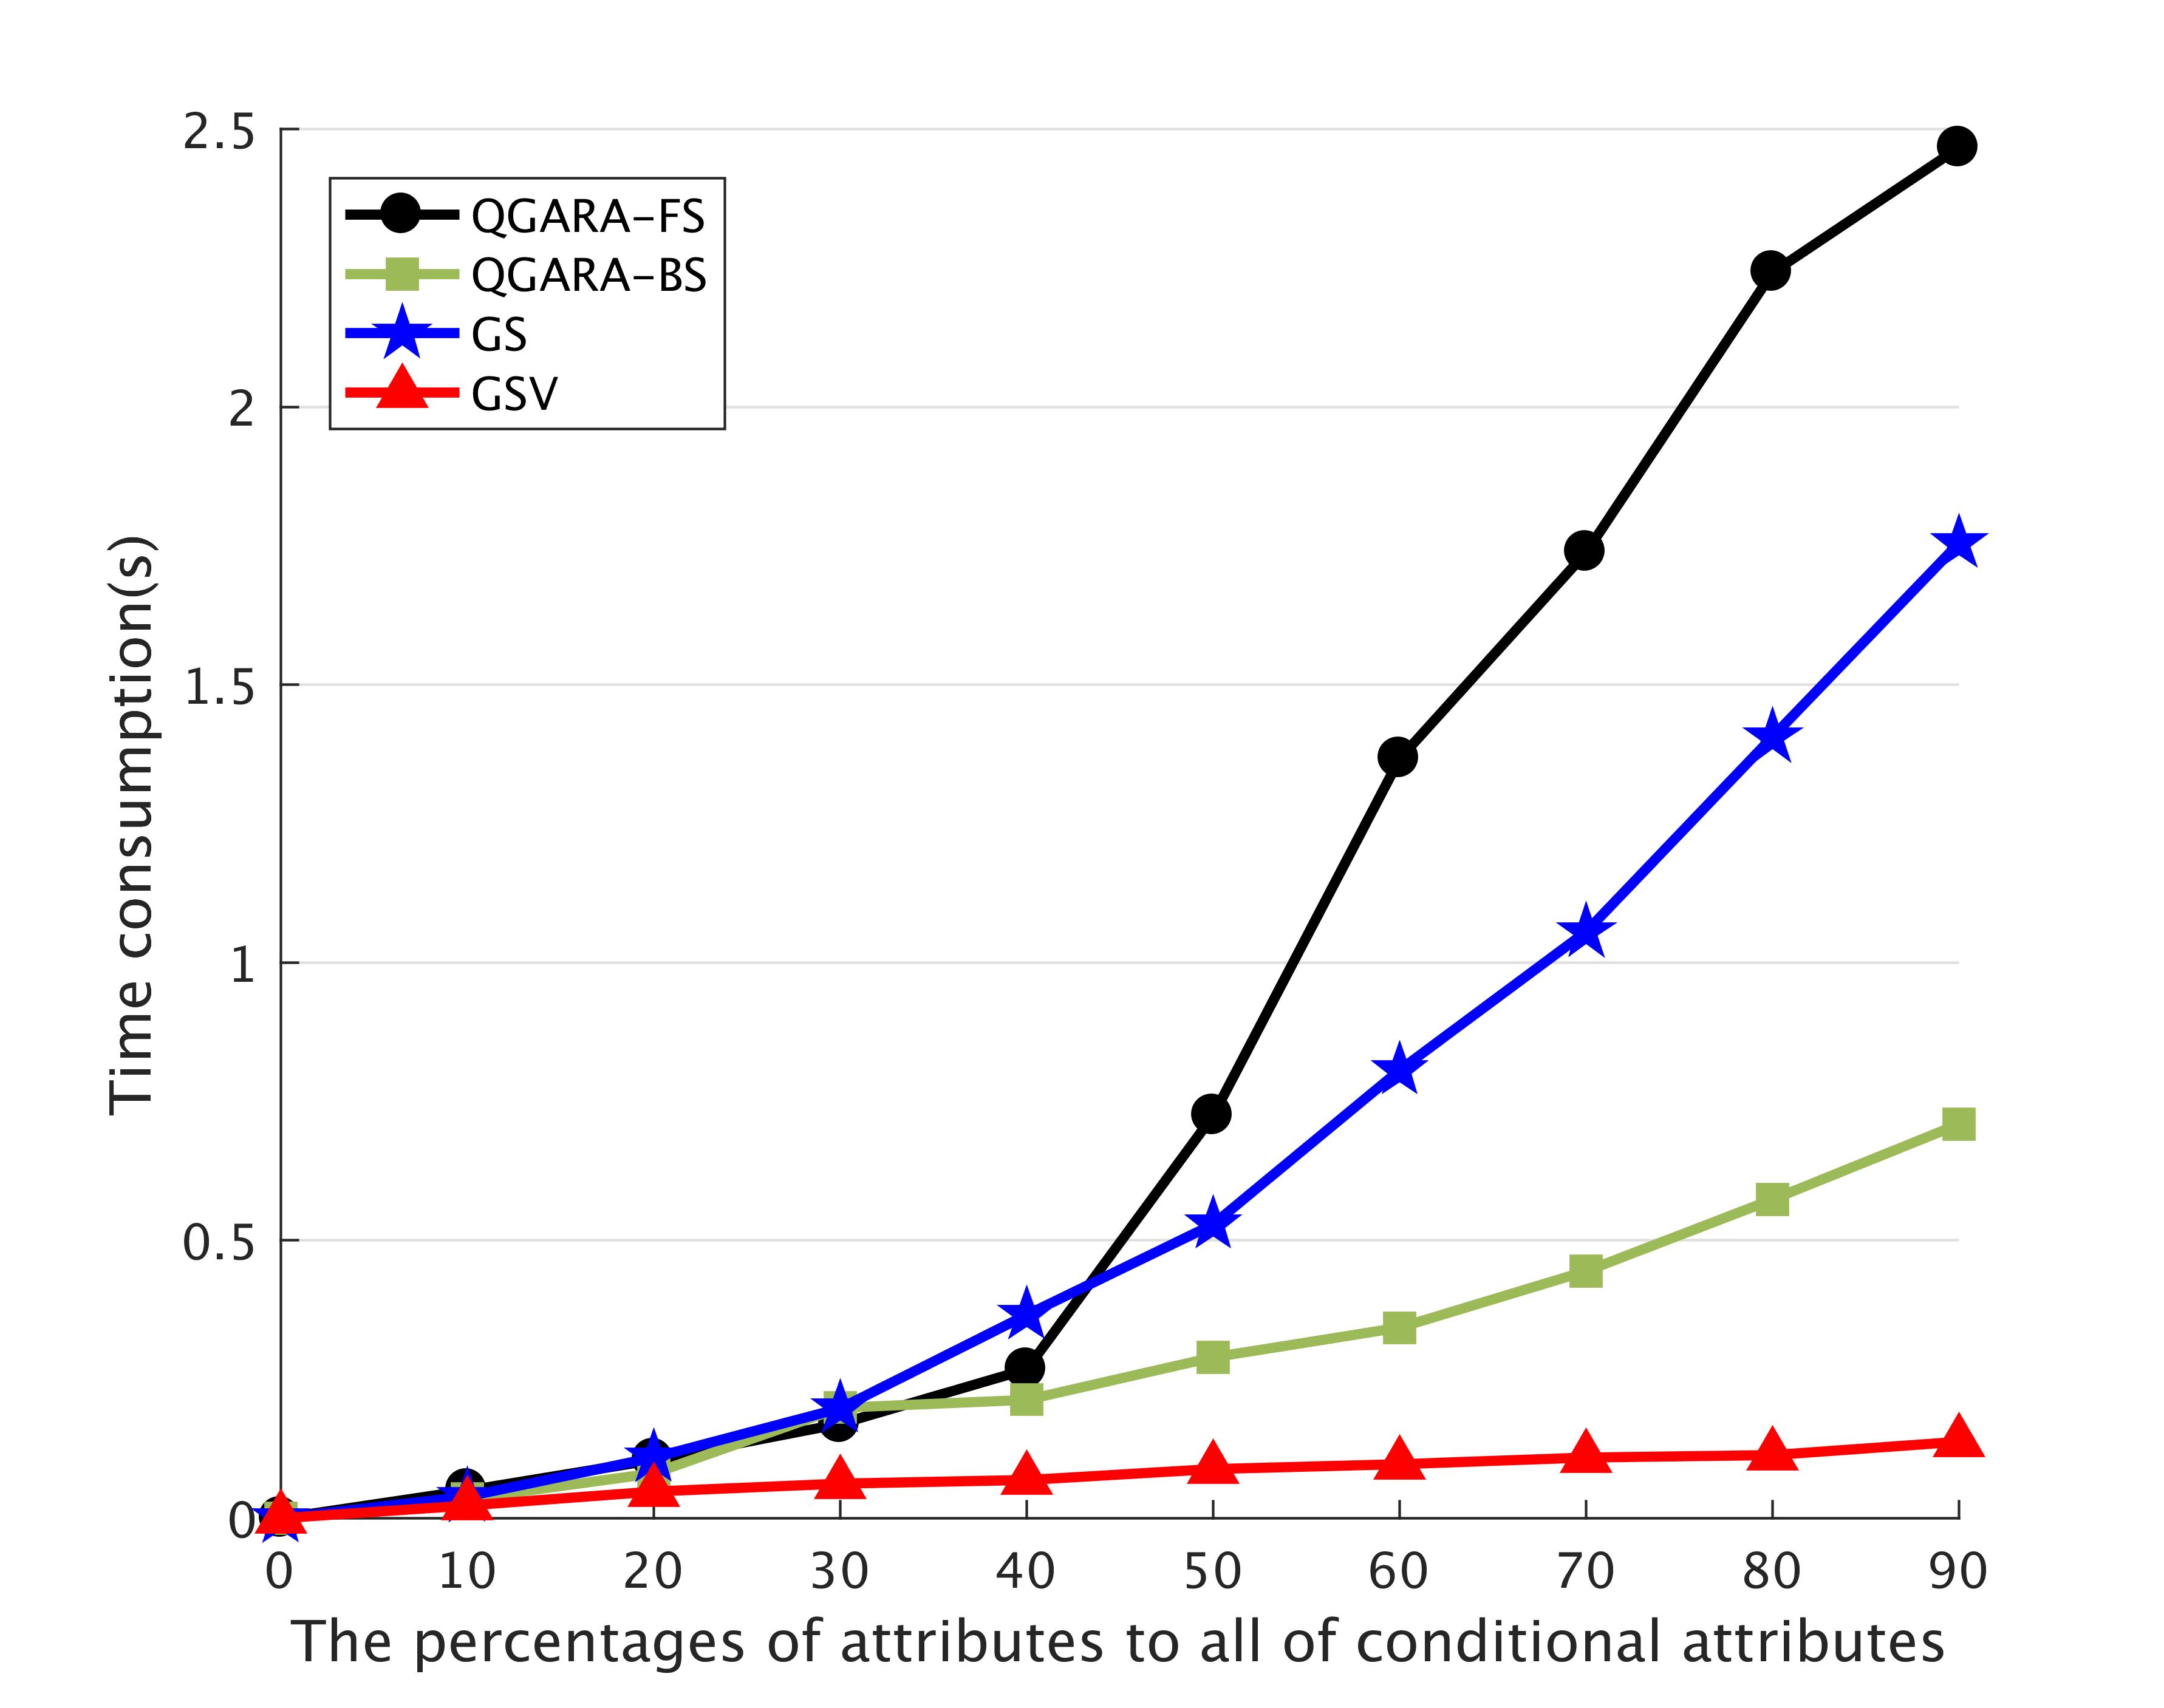 2.5
2
1.5
1
0.5
0
Time consumption(s)
QGARA-FS
QGARA-BS
GS
GSV
0 10 20 30 40 50 60 70 80 90
The percentages of attributes to all of conditional attributes